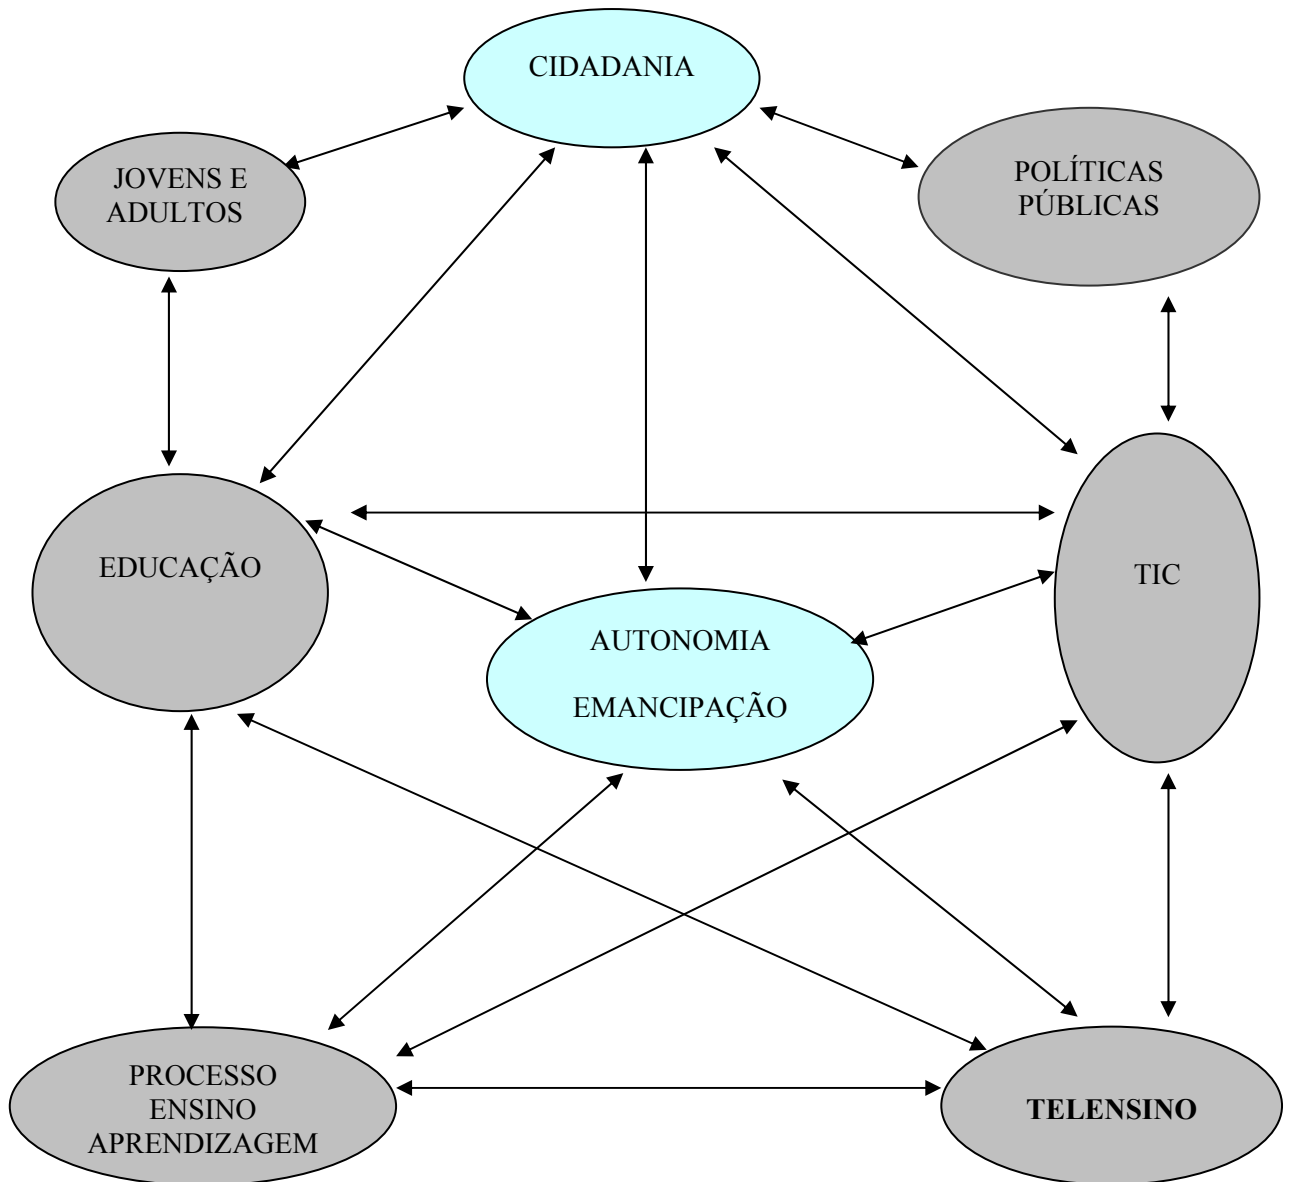 CIDADANIA
JOVENS E
ADULTOS
POLÍTICAS
PÚBLICAS
EDUCAÇÃO
TIC
AUTONOMIA
EMANCIPAÇÃO
PROCESSO
ENSINO
APRENDIZAGEM
TELENSINO